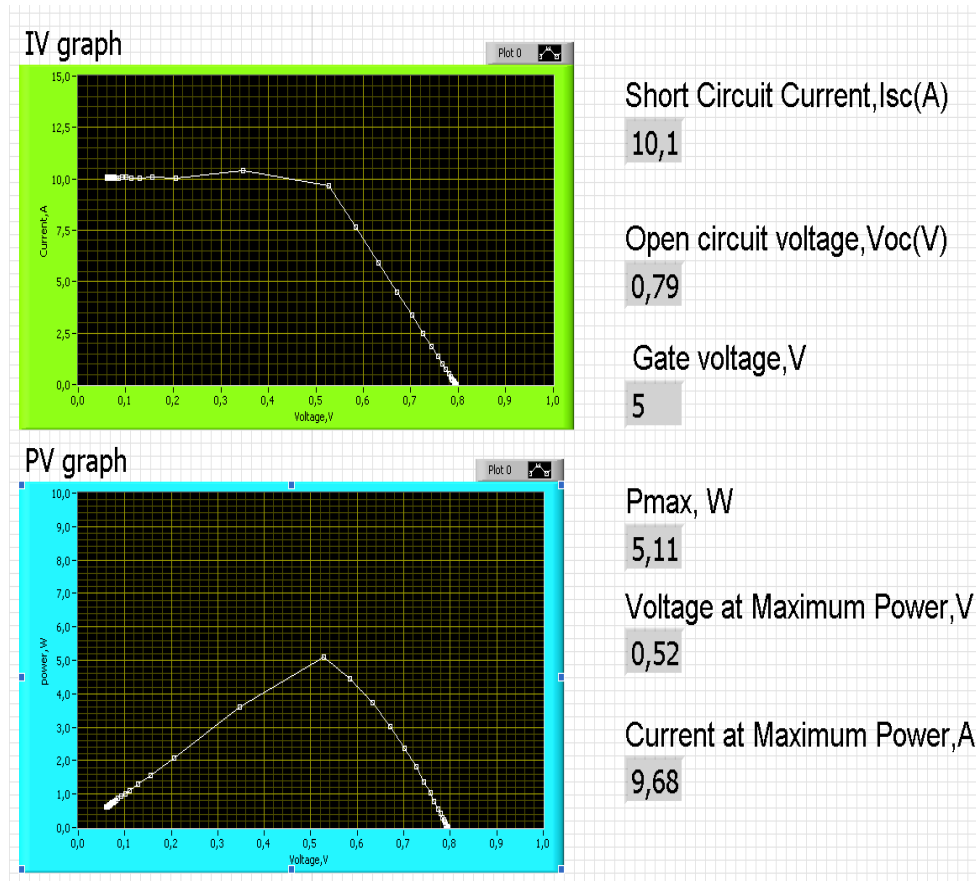 IV graph
Plot 0
15,0
12,5
10,0
7,5
5,0
2,5
0,0
Current,A
0,0 0,1 0,2 0,3 0,4 0,5 0,6 0,7 0,8 0,9 1,0
Voltage,V
Short Circuit Current,Isc(A)
10,1
Open circuit voltage,Voc(V)
0,79
Gate voltage,V
5
PV graph
Plot 0
10,0
9,0
8,0
7,0
6,0
5,0
4,0
3,0
2,0
1,0
0,0
power,W
0,0 0,1 0,2 0,3 0,4 0,5 0,6 0,7 0,8 0,9 1,0
Voltage,V
Pmax, W
5,11
Voltage at Maximum Power,V
0,52
Current at Maximum Power,A
9,68